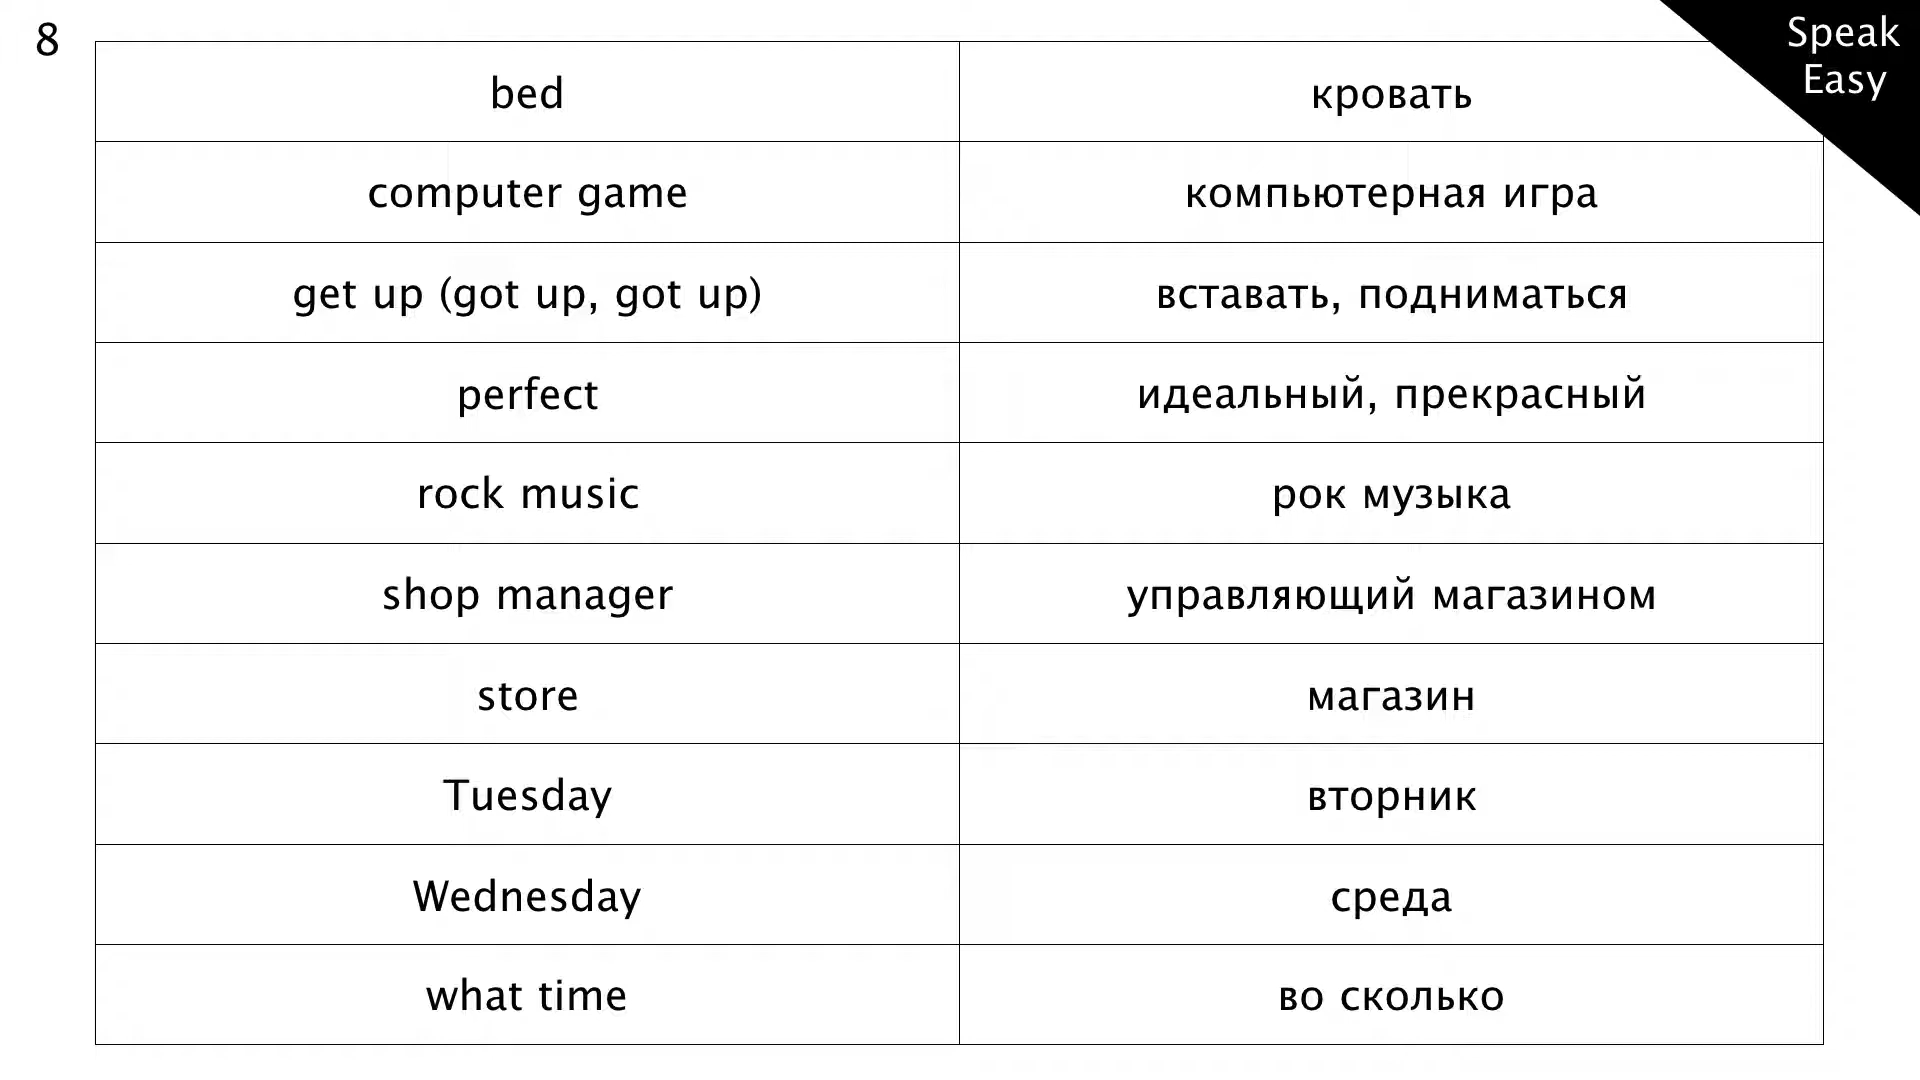 8
Speak
Easy
bed
кровать
computer game
компьютерная игра
get up (got up, got up)
вставать, подниматься
perfect
идеальный, прекрасный
rock music
рок музыка
shop manager
управляющий магазином
store
магазин
Tuesday
вторник
Wednesday
среда
what time
во сколько